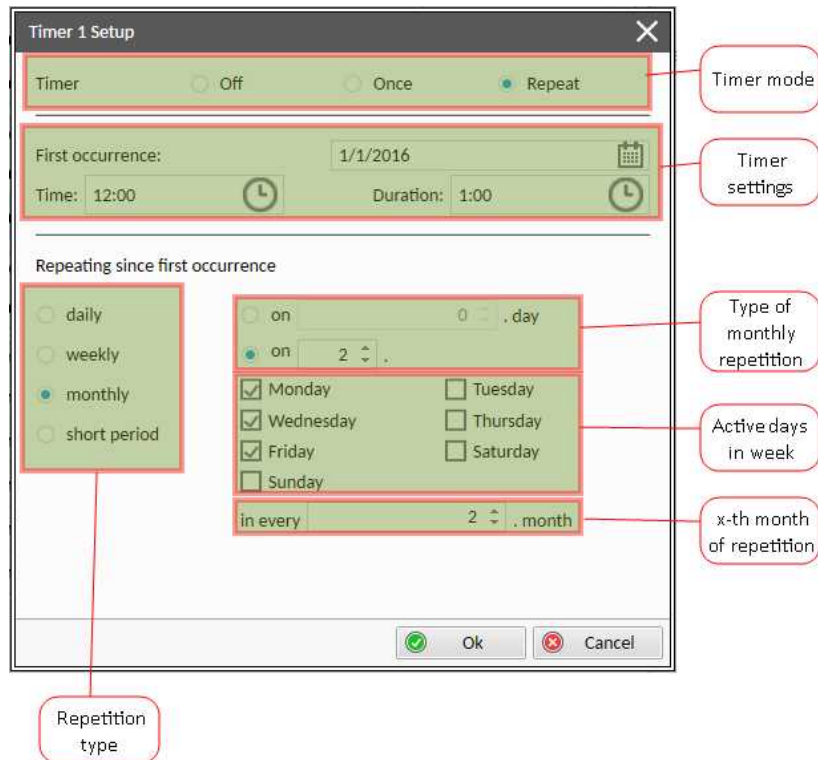 Timer 1 Setup
Timer Off Once Repeat
Timer mode
First occurrence: 1/1/2016
Time: 12:00 Duration: 1:00
Timer
settings
Repeating since first occurrence
daily
weekly
monthly
short period
on 0 . day
on 2 .
Type of
monthly
repetition
Monday Tuesday
Wednesday Thursday
Friday Saturday
Sunday
Active days
in week
in every 2 . month
x-th month
of repetition
Ok Cancel
Repetition
type